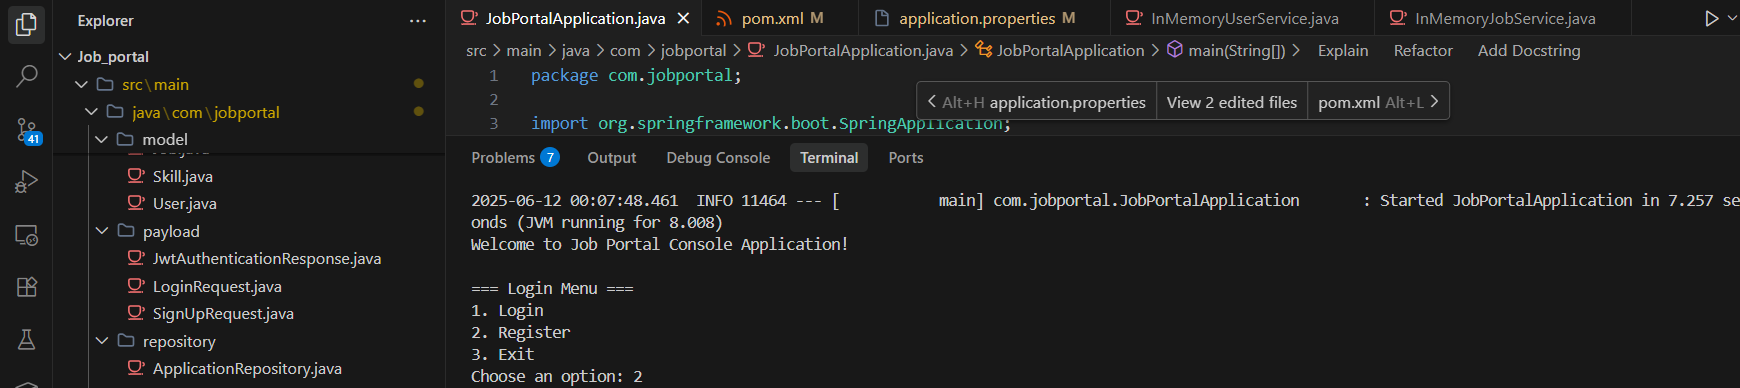 Explorer
Job_portal
src\main
java\com\jobportal
model
Skill.java
User.java
payload
JwtAuthenticationResponse.java
LoginRequest.java
SignUpRequest.java
repository
ApplicationRepository.java
41
JobPortalApplication.java
pom.xml M
application.properties M
InMemoryUserService.java
InMemoryJobService.java
src > main > java > com > jobportal > JobPortalApplication.java > JobPortalApplication > main(String[]) > Explain Refactor Add Docstring
1 package com.jobportal;
2
3 import org.springframework.boot.SpringApplication;
Alt+H application.properties View 2 edited files pom.xml Alt+L
Problems 7 Output Debug Console Terminal Ports
2025-06-12 00:07:48.461 INFO 11464 --- [ main] com.jobportal.JobPortalApplication : Started JobPortalApplication in 7.257 se
onds (JVM running for 8.008)
Welcome to Job Portal Console Application!
=== Login Menu ===
1. Login
2. Register
3. Exit
Choose an option: 2